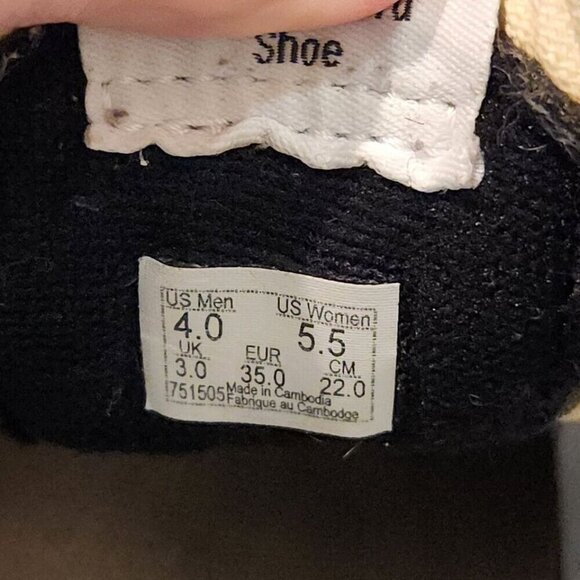 Shoe
US Men US Women
4.0 5.5
UK EUR CM
3.0 35.0 22.0
751505 Made in Cambodia
Fabrique au Cambodge